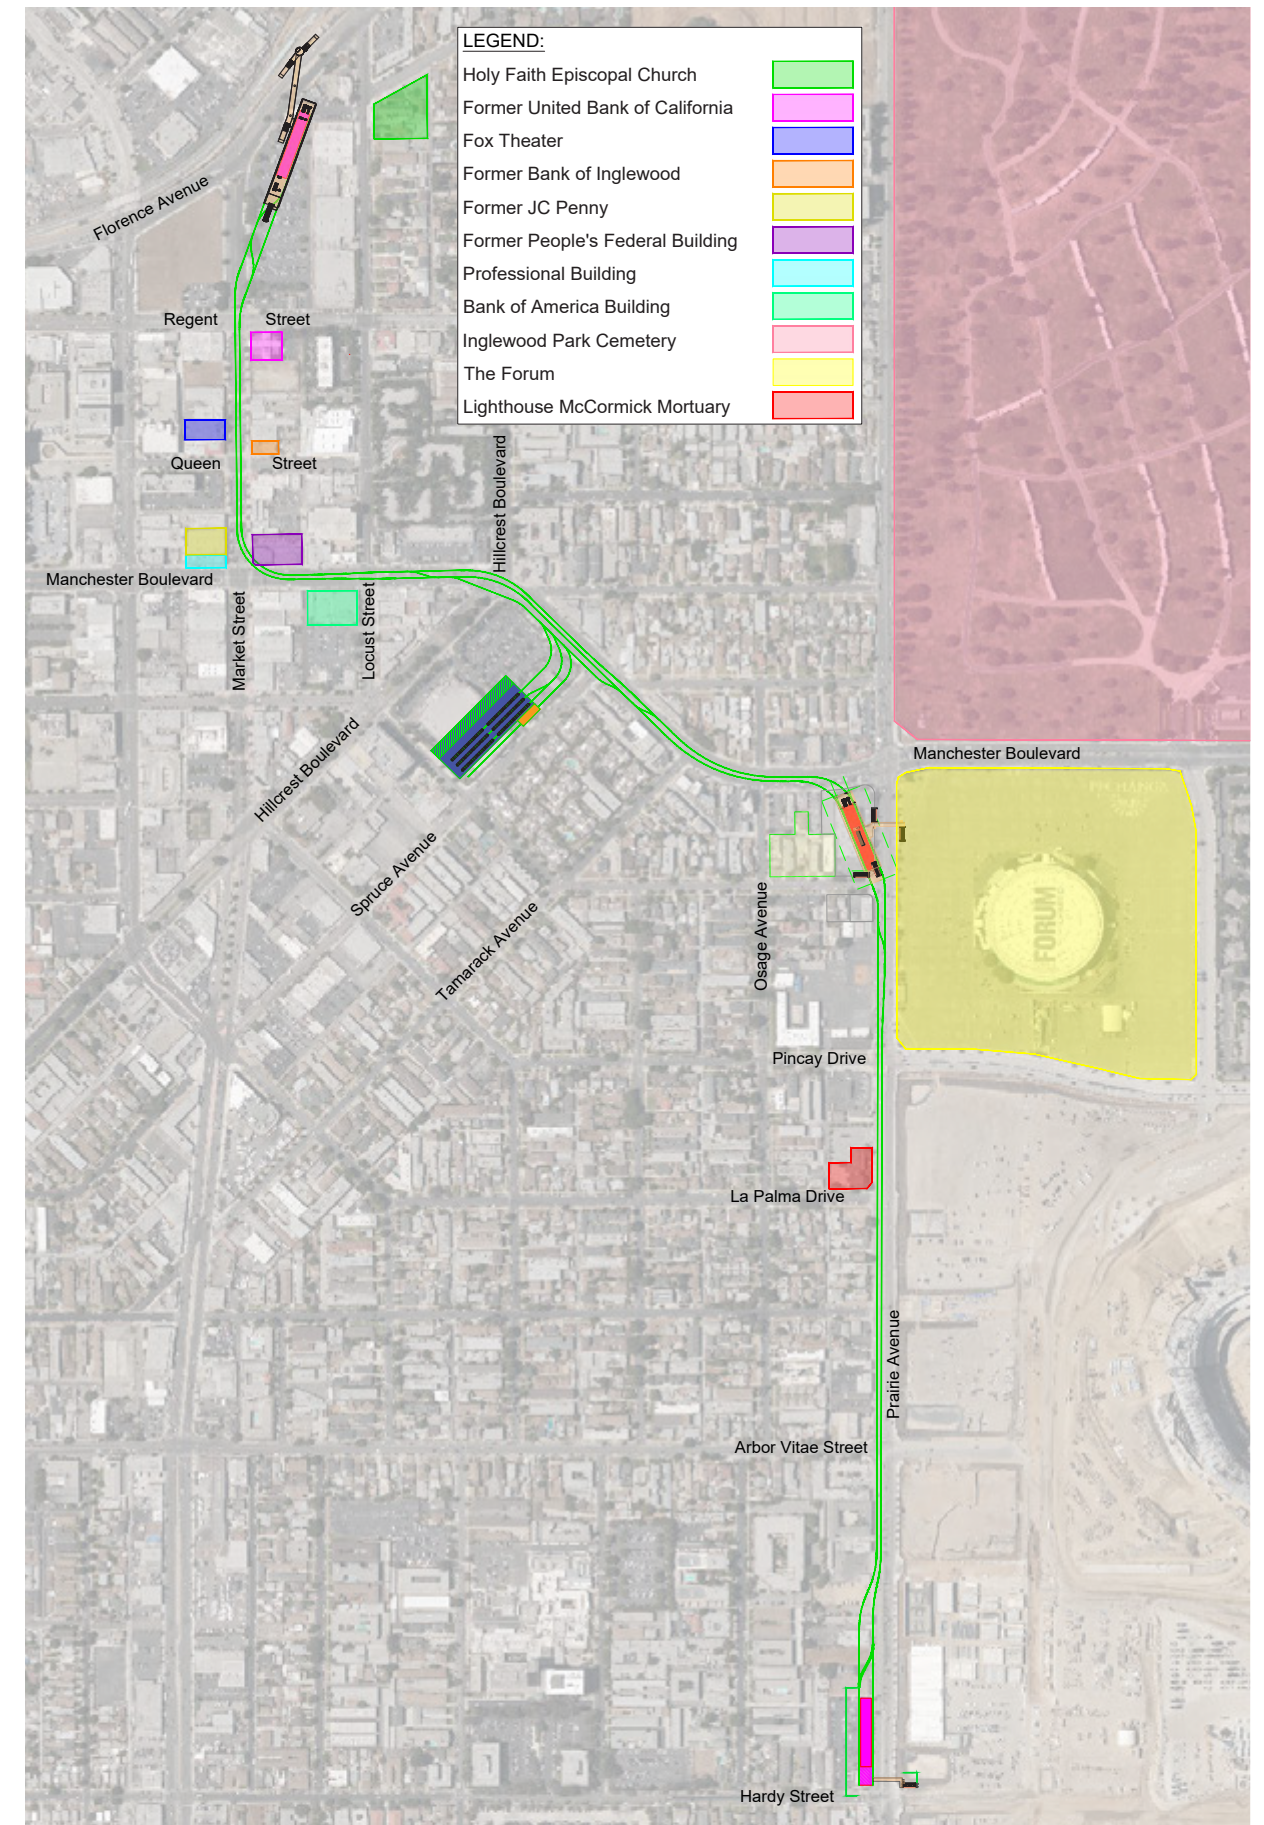 LEGEND:
Holy Faith Episcopal Church
Former United Bank of California
Fox Theater
Former Bank of Inglewood
Former JC Penny
Former People's Federal Building
Professional Building
Bank of America Building
Inglewood Park Cemetery
The Forum
Lighthouse McCormick Mortuary
Florence Avenue
Regent Street
Queen Street
Hillcrest Boulevard
Manchester Boulevard
Market Street
Locust Street
Hillcrest Boulevard
Spruce Avenue
Tamarack Avenue
Manchester Boulevard
FORUM
Osage Avenue
Pincay Drive
La Palma Drive
Prairie Avenue
Arbor Vitae Street
Hardy Street